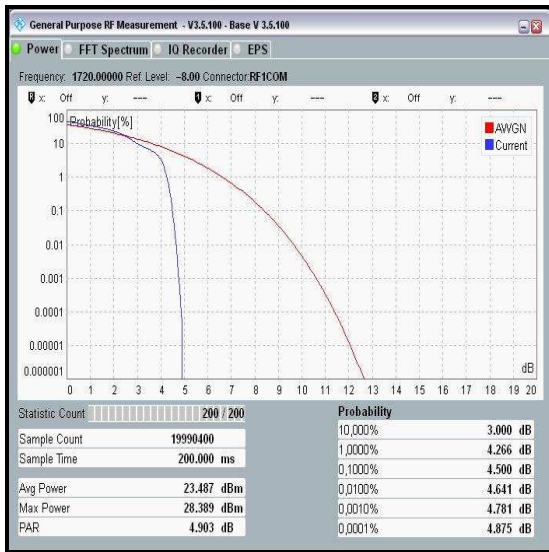 General Purpose RF Measurement - V3.5.100 - Base V 3.5.100
Power FFT Spectrum IQ Recorder EPS
Frequency: 1720.00000 Ref. Level: -8.00 Connector:RF1COM
R x: Off y: --- 1 x: Off y: --- 2 x: Off y: ---
Probability[%]
AWGN
Current
100
10
1
0.1
0.01
0.001
0.0001
0.00001
0.000001
dB
0 1 2 3 4 5 6 7 8 9 10 11 12 13 14 15 16 17 18 19 20
Statistic Count 200 / 200
Sample Count 19990400
Sample Time 200.000 ms
Avg Power 23.487 dBm
Max Power 28.389 dBm
PAR 4.903 dB
Probability
10,000% 3.000 dB
1,0000% 4.266 dB
0,1000% 4.500 dB
0,0100% 4.641 dB
0,0010% 4.781 dB
0,0001% 4.875 dB